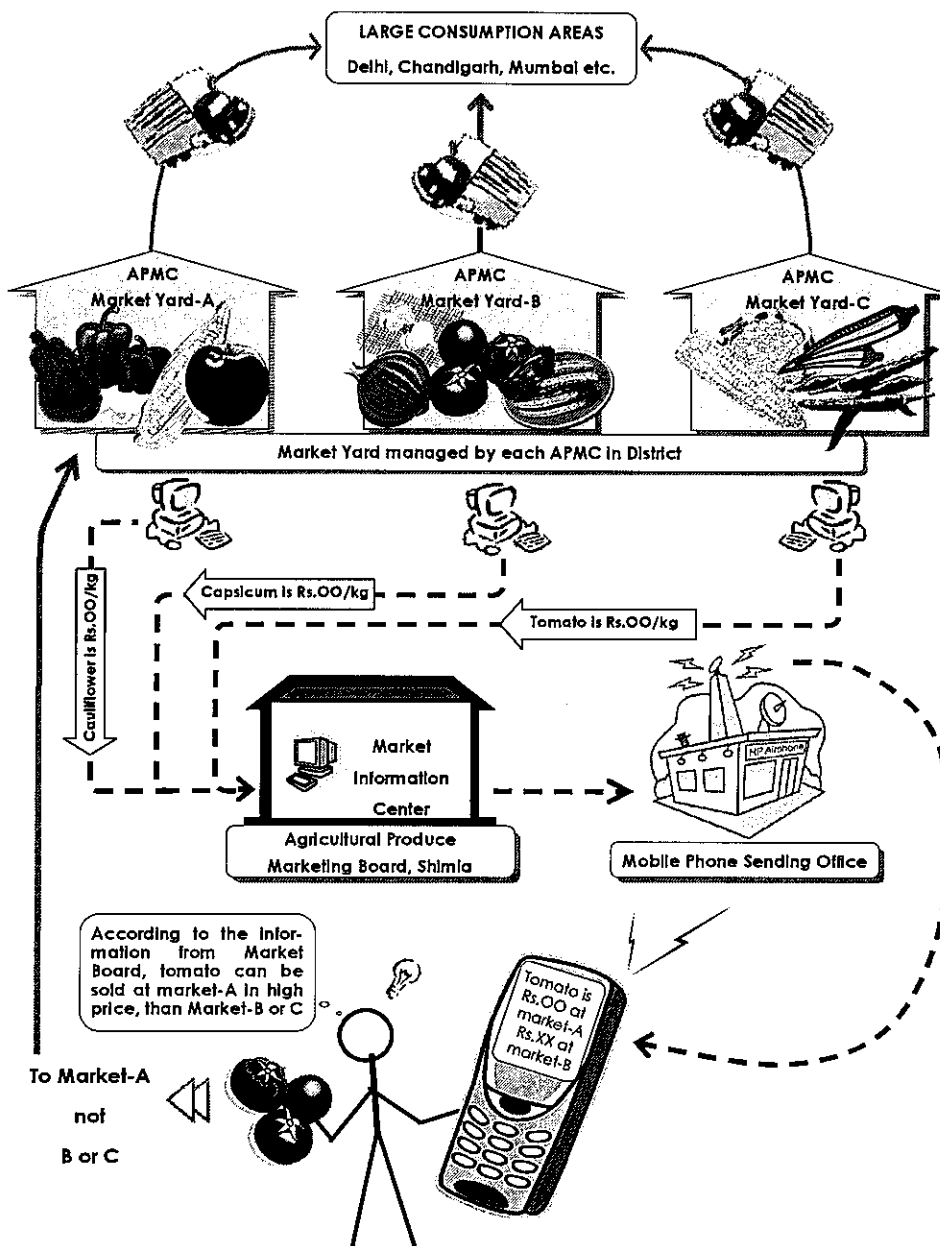 LARGE CONSUMPTION AREAS
Delhi, Chandigarh, Mumbai etc.
APMC
Market Yard-A
APMC
Market Yard-B
APMC
Market Yard-C
Market Yard managed by each APMC in District
Cauliflower is Rs.OO/kg
Capsicum is Rs.OO/kg
Tomato is Rs.OO/kg
Market
Information
Center
Agricultural Produce
Marketing Board, Shimla
HP Airphone
Mobile Phone Sending Office
According to the infor-
mation from Market
Board, tomato can be
sold at market-A in high
price, than Market-B or C
Tomato is
Rs.OO at
market-A
Rs.XX at
market-B
To Market-A
not
B or C